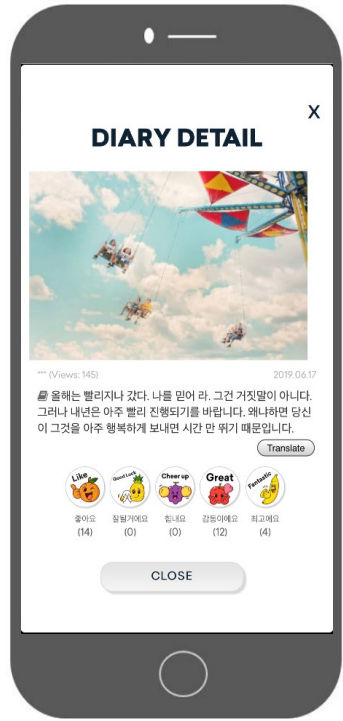 X
DIARY DETAIL
*** (Views: 145) 2019.06.17
올해는 빨리지나 갔다. 나를 믿어 라. 그건 거짓말이 아니다.
그러나 내년은 아주 빨리 진행되기를 바랍니다. 왜냐하면 당신
이 그것을 아주 행복하게 보내면 시간 만 뛰기 때문입니다.
Translate
Like Good Luck Cheer up Great Fantastic
좋아요 잘될거에요 힘내요 감동이에요 최고예요
(14) (0) (0) (12) (4)
CLOSE